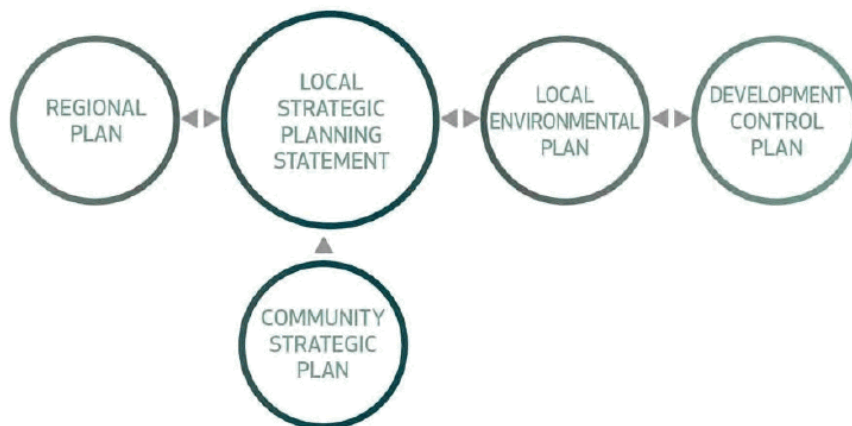 REGIONAL
PLAN
LOCAL
STRATEGIC
PLANNING
STATEMENT
LOCAL
ENVIRONMENTAL
PLAN
DEVELOPMENT
CONTROL
PLAN
COMMUNITY
STRATEGIC
PLAN